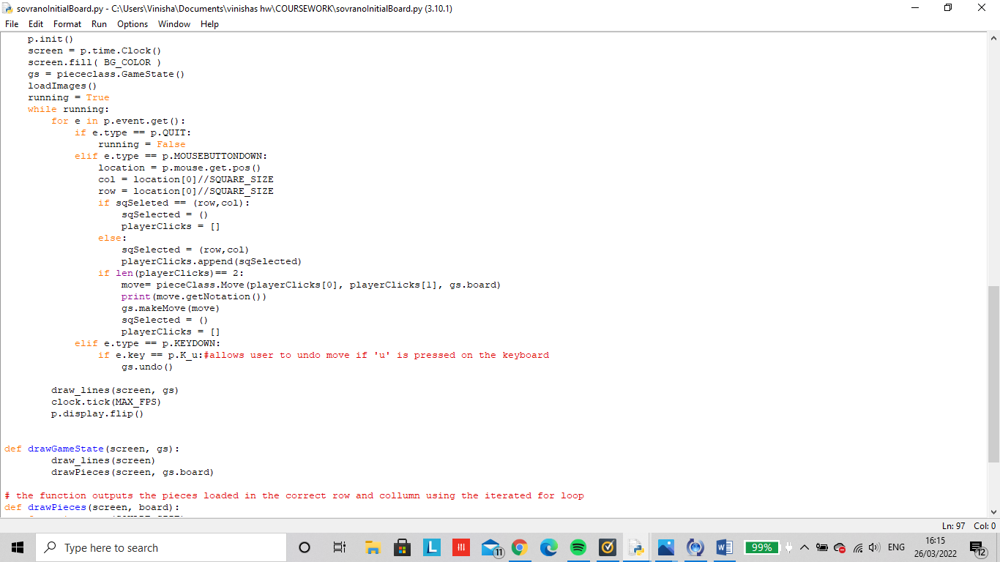 sovranoInitialBoard.py - C:\Users\Vinisha\Documents\vinishas hw\COURSEWORK\sovranoInitialBoard.py (3.10.1)
File Edit Format Run Options Window Help
    p.init()
    screen = p.time.Clock()
    screen.fill( BG_COLOR )
    gs = piececlass.GameState()
    loadImages()
    running = True
    while running:
        for e in p.event.get():
            if e.type == p.QUIT:
                running = False
            elif e.type == p.MOUSEBUTTONDOWN:
                location = p.mouse.get.pos()
                col = location[0]//SQUARE_SIZE
                row = location[0]//SQUARE_SIZE
                if sqSeleted == (row,col):
                    sqSelected = ()
                    playerClicks = []
                else:
                    sqSelected = (row,col)
                    playerClicks.append(sqSelected)
                if len(playerClicks)== 2:
                    move= pieceClass.Move(playerClicks[0], playerClicks[1], gs.board)
                    print(move.getNotation())
                    gs.makeMove(move)
                    sqSelected = ()
                    playerClicks = []
            elif e.type == p.KEYDOWN:
                if e.key == p.K_u:#allows user to undo move if 'u' is pressed on the keyboard
                    gs.undo()
        draw_lines(screen, gs)
        clock.tick(MAX_FPS)
        p.display.flip()
def drawGameState(screen, gs):
        draw_lines(screen)
        drawPieces(screen, gs.board)
# the function outputs the pieces loaded in the correct row and collumn using the iterated for loop
def drawPieces(screen, board):
Ln: 97 Col: 0
Type here to search
L
11
W
99%
ENG
16:15
26/03/2022
12